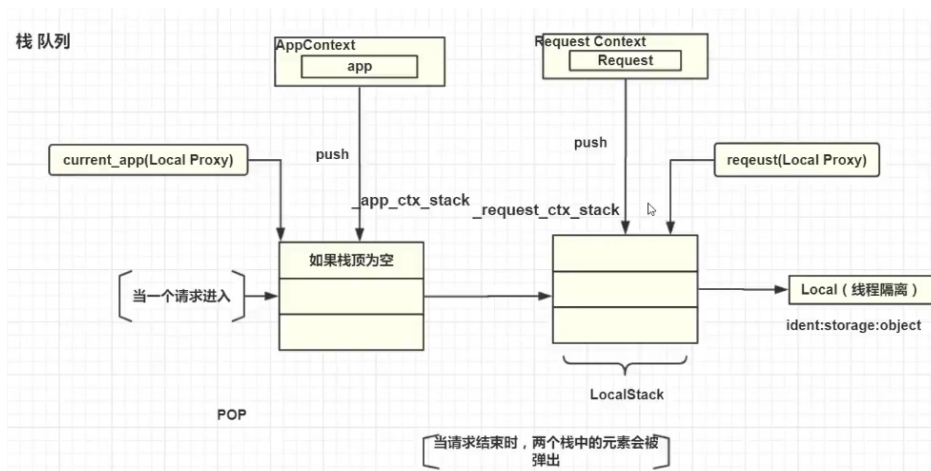 栈 队列
AppContext
app
Request Context
Request
push
push
current_app(Local Proxy)
reqeust(Local Proxy)
_app_ctx_stack
_request_ctx_stack
如果栈顶为空
当一个请求进入
Local（线程隔离）
ident:storage:object
LocalStack
POP
当请求结束时，两个栈中的元素会被
弹出